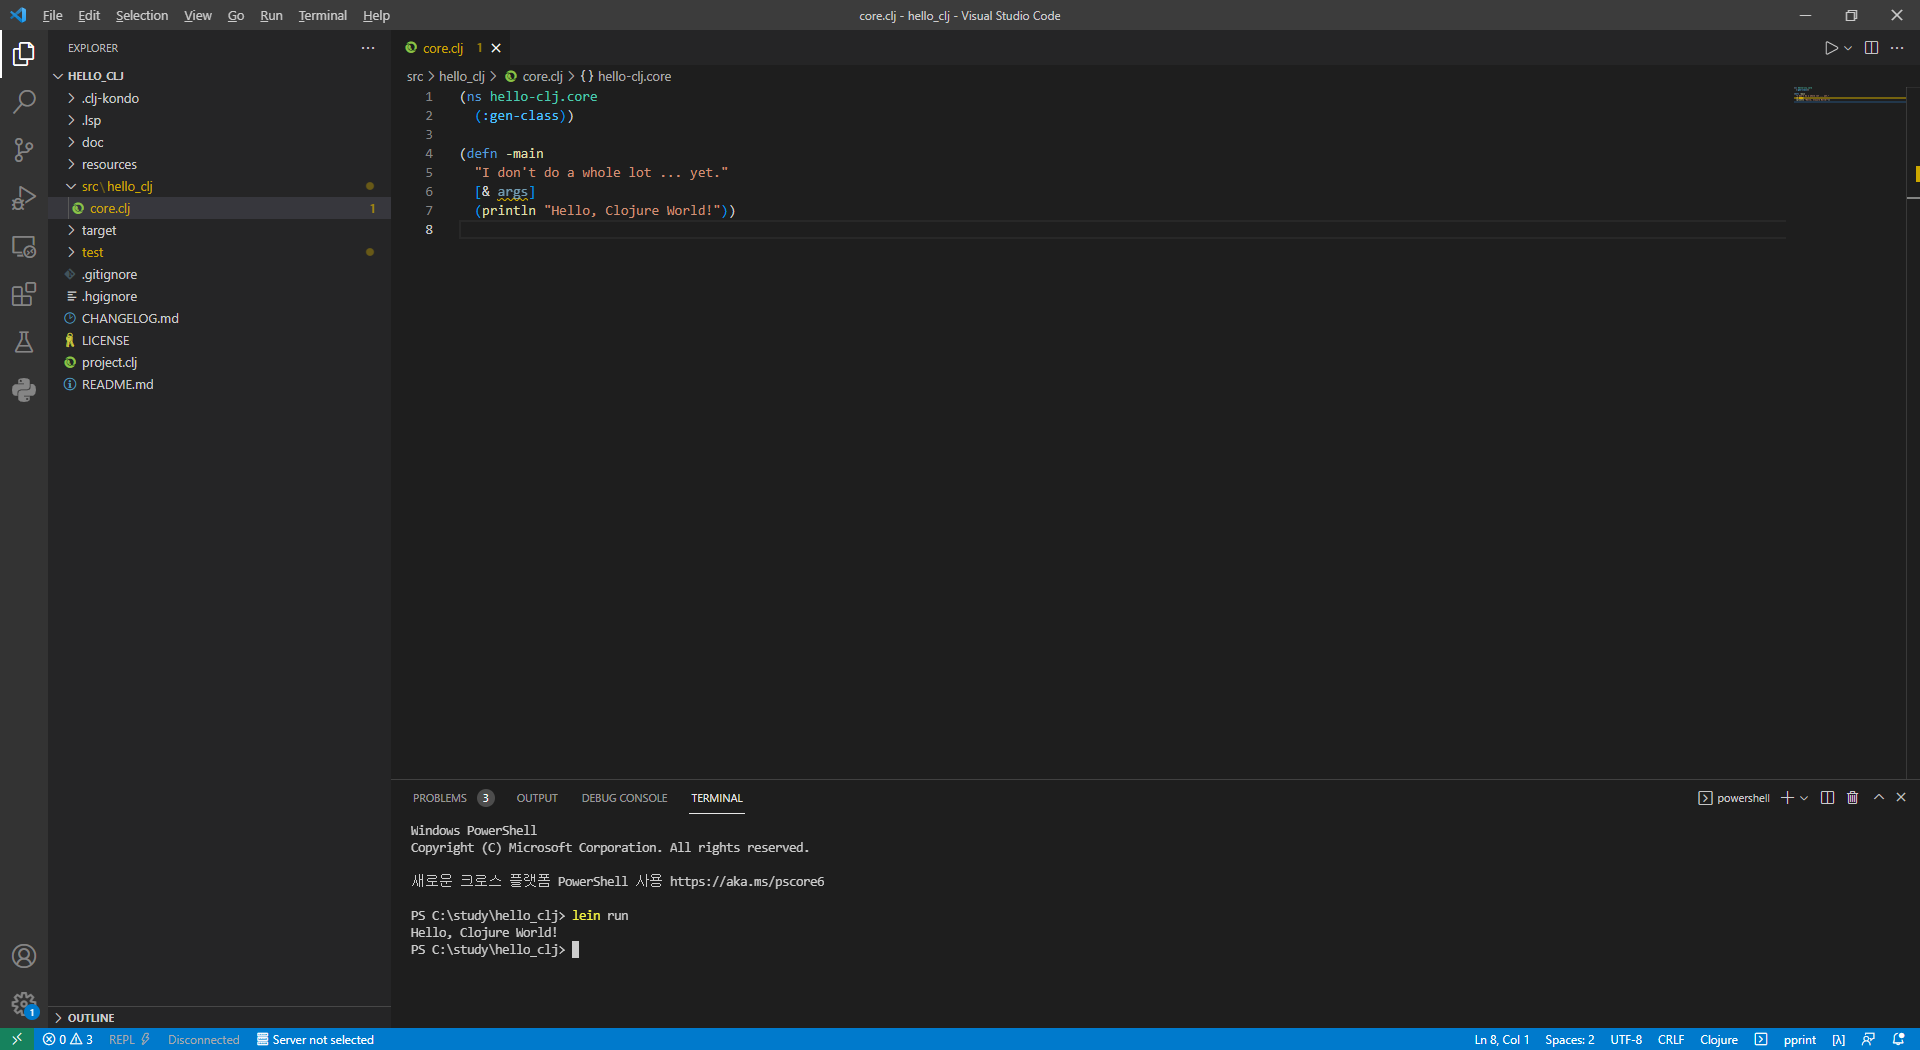 File Edit Selection View Go Run Terminal Help
core.clj - hello_clj - Visual Studio Code
EXPLORER
HELLO_CLJ
.clj-kondo
.lsp
doc
resources
src\hello_clj
core.clj 1
target
test
.gitignore
.hgignore
CHANGELOG.md
LICENSE
project.clj
README.md
OUTLINE
core.clj 1
src > hello_clj > core.clj > {} hello-clj.core
1 (ns hello-clj.core
2 (:gen-class))
3
4 (defn -main
5 "I don't do a whole lot ... yet."
6 [& args]
7 (println "Hello, Clojure World!"))
8
PROBLEMS 3 OUTPUT DEBUG CONSOLE TERMINAL
powershell
Windows PowerShell
Copyright (C) Microsoft Corporation. All rights reserved.
새로운 크로스 플랫폼 PowerShell 사용 https://aka.ms/pscore6
PS C:\study\hello_clj> lein run
Hello, Clojure World!
PS C:\study\hello_clj>
1
0 3 REPL Disconnected Server not selected
Ln 8, Col 1 Spaces: 2 UTF-8 CRLF Clojure pprint [λ]